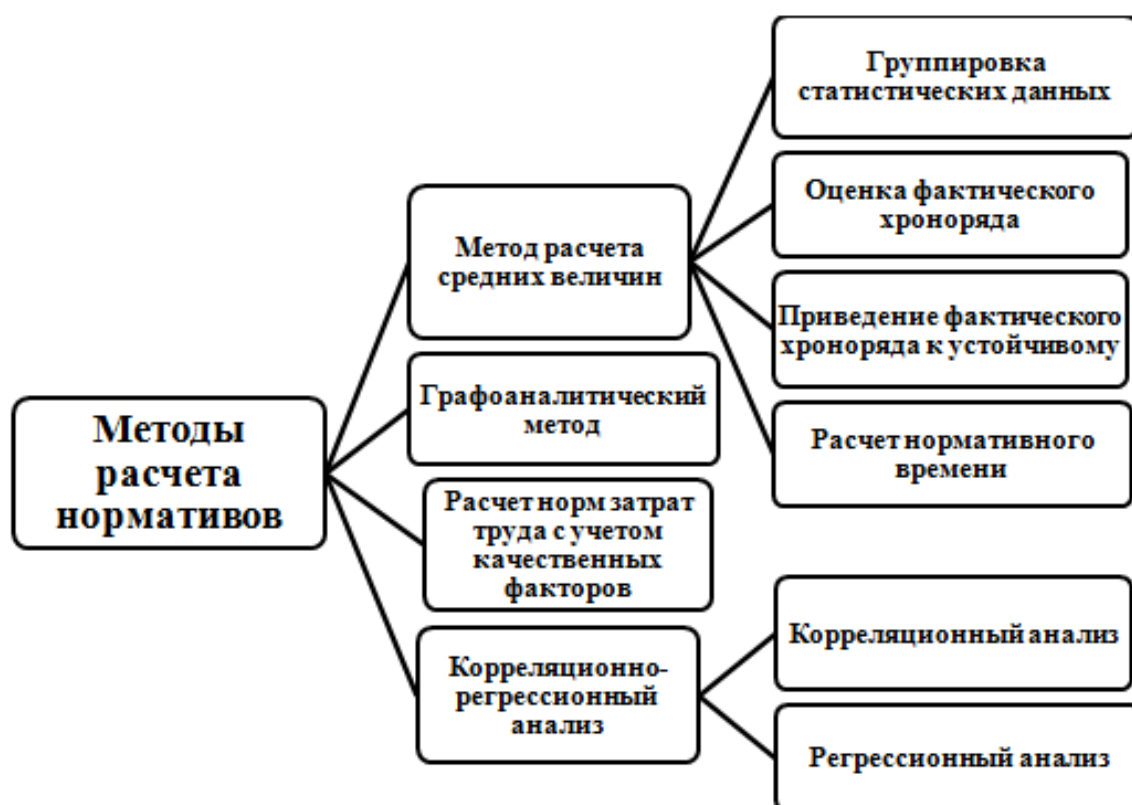 Методы
расчета
нормативов
Метод расчета
средних величин
Группировка
статистических данных
Оценка фактического
хроноряда
Приведение фактического
хроноряда к устойчивому
Расчет нормативного
времени
Графоаналитический
метод
Расчет норм затрат
труда с учетом
качественных
факторов
Корреляционно-
регрессионный
анализ
Корреляционный анализ
Регрессионный анализ